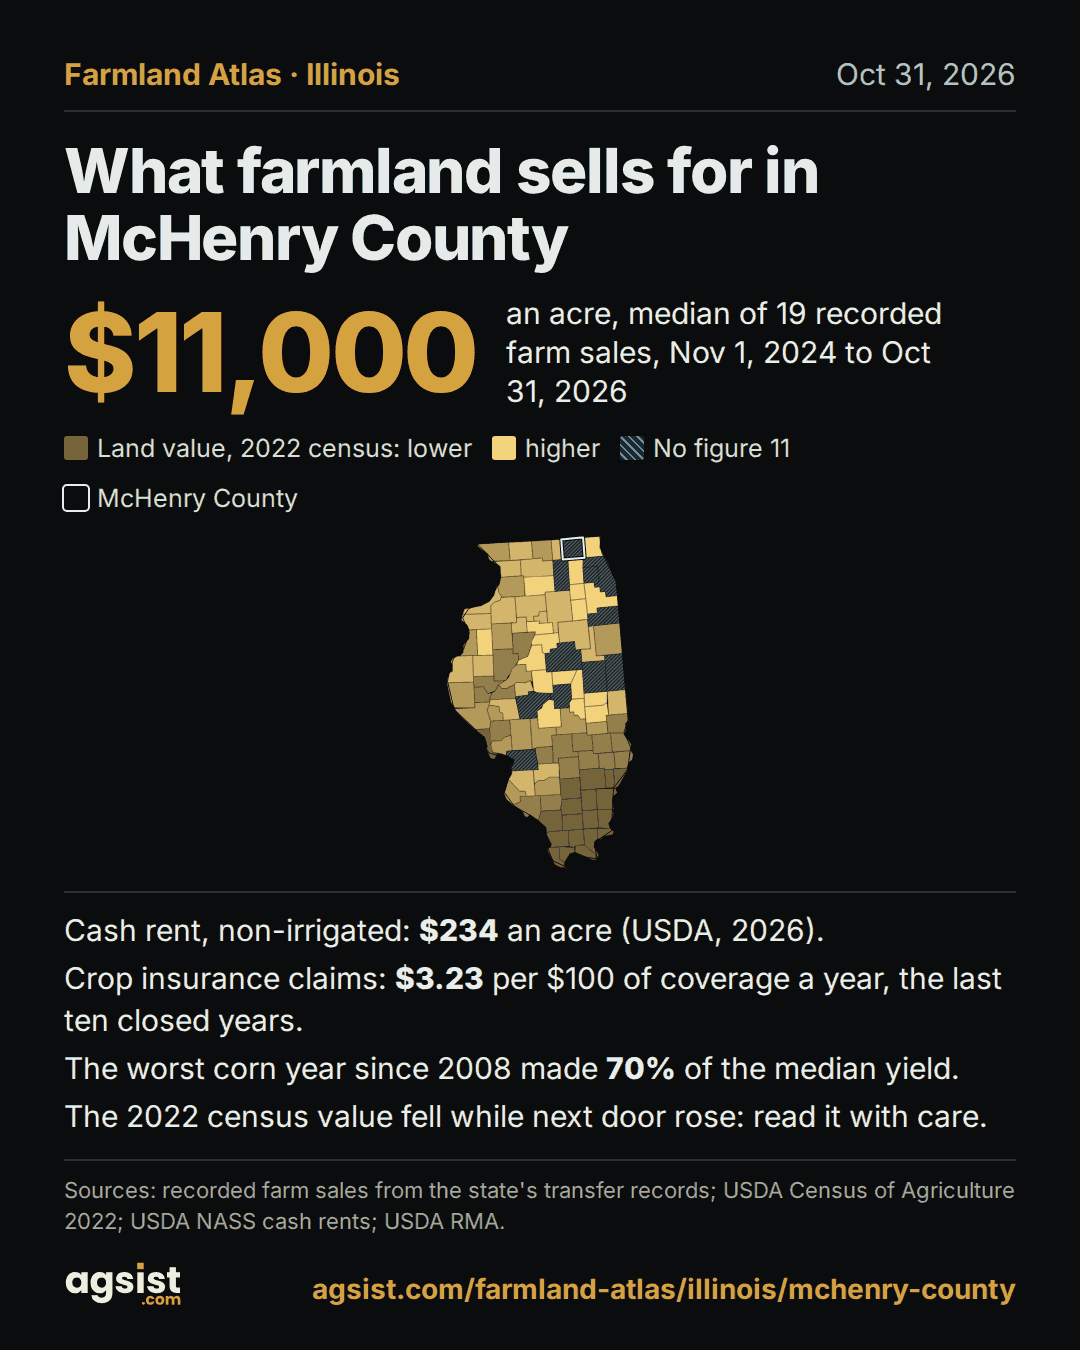 Farmland Atlas · Illinois
Oct 31, 2026
What farmland sells for in
McHenry County
$11,000
an acre, median of 19 recorded
farm sales, Nov 1, 2024 to Oct
31, 2026
Land value, 2022 census: lower
higher
No figure 11
McHenry County
Cash rent, non-irrigated: $234 an acre (USDA, 2026).
Crop insurance claims: $3.23 per $100 of coverage a year, the last
ten closed years.
The worst corn year since 2008 made 70% of the median yield.
The 2022 census value fell while next door rose: read it with care.
Sources: recorded farm sales from the state's transfer records; USDA Census of Agriculture
2022; USDA NASS cash rents; USDA RMA.
agsist
.com
agsist.com/farmland-atlas/illinois/mchenry-county